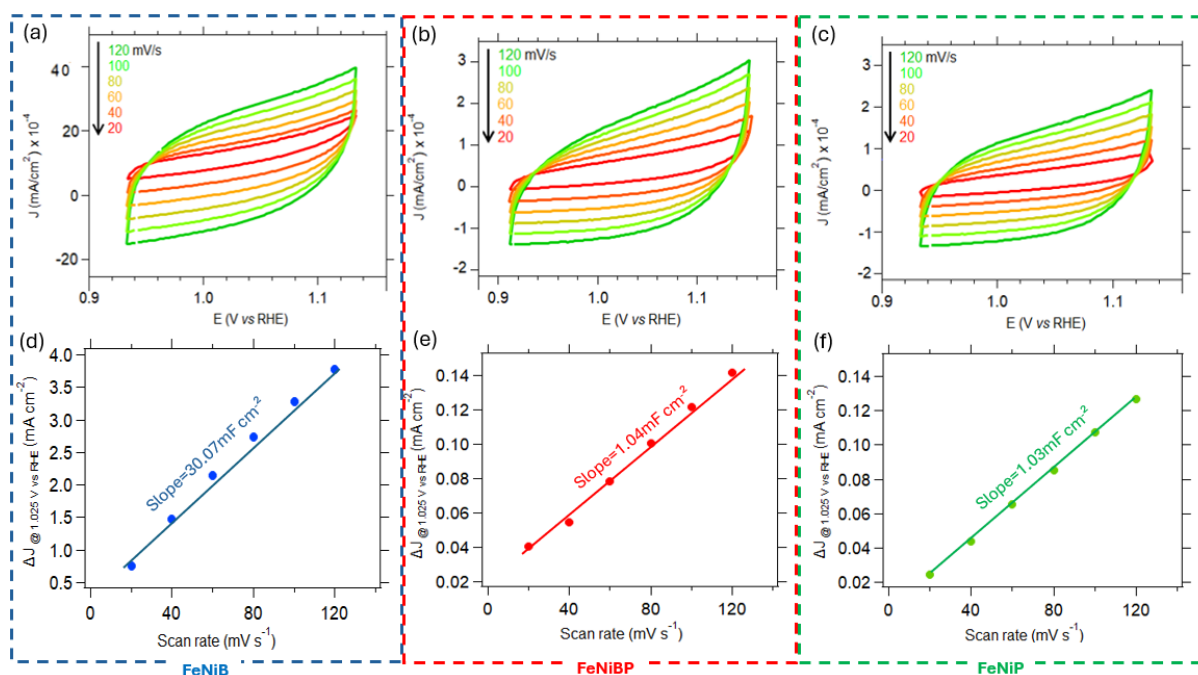 (a)
120 mV/s
100
80
60
40
20
40
20
0
-20
J (mA/cm²) x 10⁻⁴
0.9
1.0
1.1
E (V vs RHE)
(b)
120 mV/s
100
80
60
40
20
3
2
1
0
-1
-2
J (mA/cm²) x 10⁻⁴
0.9
1.0
1.1
E (V vs RHE)
(c)
120 mV/s
100
80
60
40
20
3
2
1
0
-1
-2
J (mA/cm²) x 10⁻⁴
0.9
1.0
1.1
E (V vs RHE)
(d)
4.0
3.5
3.0
2.5
2.0
1.5
1.0
0.5
ΔJ @ 1.025 V vs RHE (mA cm⁻²)
Slope=30.07mF cm⁻²
0
40
80
120
Scan rate (mV s⁻¹)
FeNiB
(e)
0.14
0.12
0.10
0.08
0.06
0.04
0.02
ΔJ @ 1.025 V vs RHE (mA cm⁻²)
Slope=1.04mF cm⁻²
0
40
80
120
Scan rate (mV s⁻¹)
FeNiBP
(f)
0.14
0.12
0.10
0.08
0.06
0.04
0.02
ΔJ @ 1.025 V vs RHE (mA cm⁻²)
Slope=1.03mF cm⁻²
0
40
80
120
Scan rate (mV s⁻¹)
FeNiP